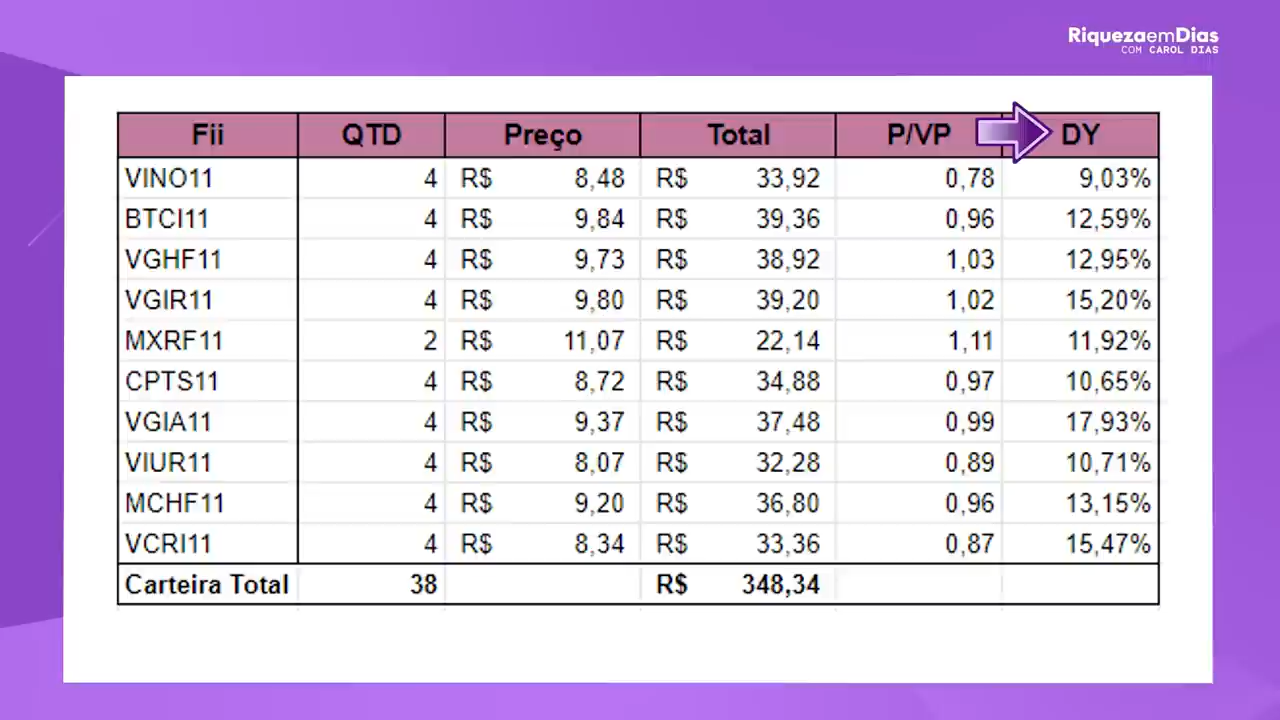 RiquezaemDias
COM CAROL DIAS
Fii QTD Preço Total P/VP DY
VINO11 4 R$ 8,48 R$ 33,92 0,78 9,03%
BTCI11 4 R$ 9,84 R$ 39,36 0,96 12,59%
VGHF11 4 R$ 9,73 R$ 38,92 1,03 12,95%
VGIR11 4 R$ 9,80 R$ 39,20 1,02 15,20%
MXRF11 2 R$ 11,07 R$ 22,14 1,11 11,92%
CPTS11 4 R$ 8,72 R$ 34,88 0,97 10,65%
VGIA11 4 R$ 9,37 R$ 37,48 0,99 17,93%
VIUR11 4 R$ 8,07 R$ 32,28 0,89 10,71%
MCHF11 4 R$ 9,20 R$ 36,80 0,96 13,15%
VCRI11 4 R$ 8,34 R$ 33,36 0,87 15,47%
Carteira Total 38 R$ 348,34